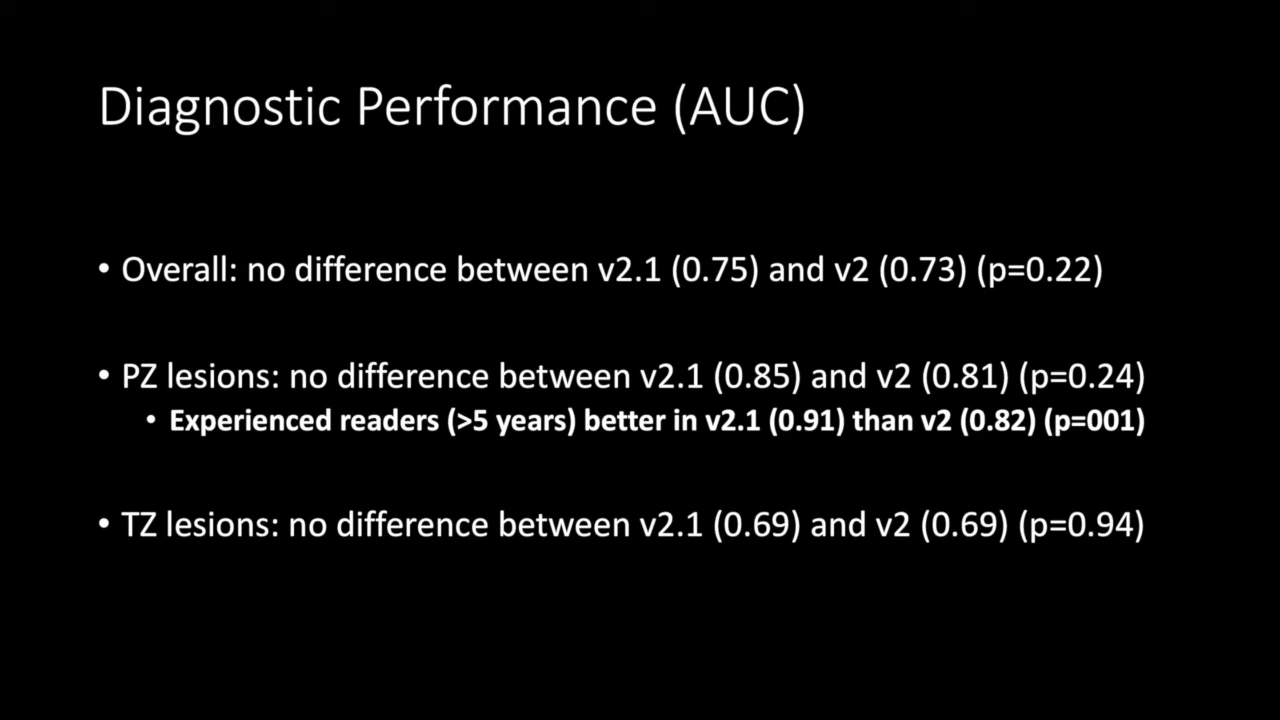 Diagnostic Performance (AUC)
• Overall: no difference between v2.1 (0.75) and v2 (0.73) (p=0.22)
• PZ lesions: no difference between v2.1 (0.85) and v2 (0.81) (p=0.24)
• Experienced readers (>5 years) better in v2.1 (0.91) than v2 (0.82) (p=001)
• TZ lesions: no difference between v2.1 (0.69) and v2 (0.69) (p=0.94)